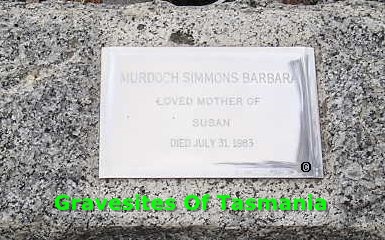 MURDOCH SIMMONS BARBARA
LOVED MOTHER OF
SUSAN
DIED JULY 31, 1983
®
Gravesites Of Tasmania